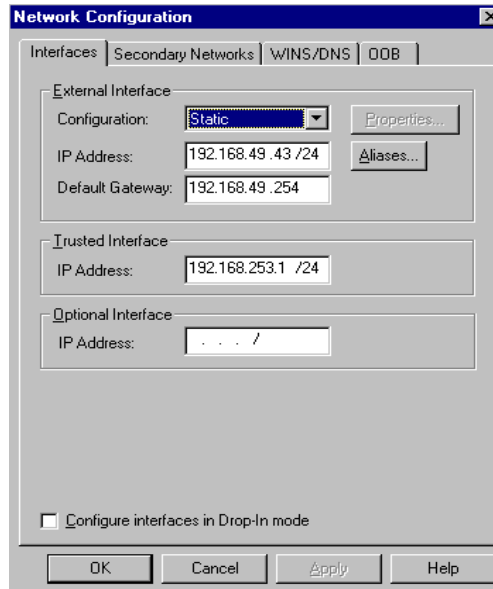 Network Configuration
Interfaces Secondary Networks WINS/DNS OOB
External Interface
Configuration: Static Properties...
IP Address: 192.168.49 .43 /24 Aliases...
Default Gateway: 192.168.49 .254
Trusted Interface
IP Address: 192.168.253.1 /24
Optional Interface
IP Address: . . . /
Configure interfaces in Drop-In mode
OK Cancel Apply Help